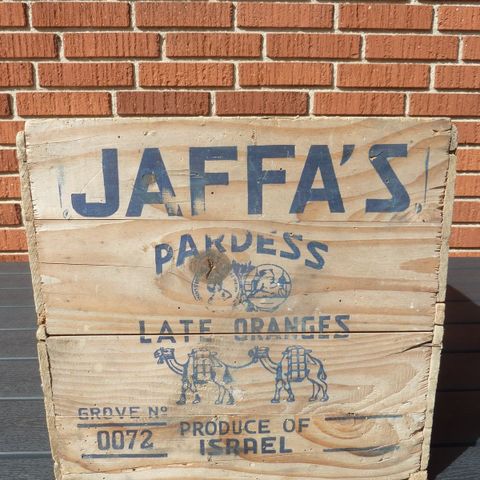 JAFFA'S
PARDESS
LATE ORANGES
GROVE Nº
0072
PRODUCE OF
ISRAEL